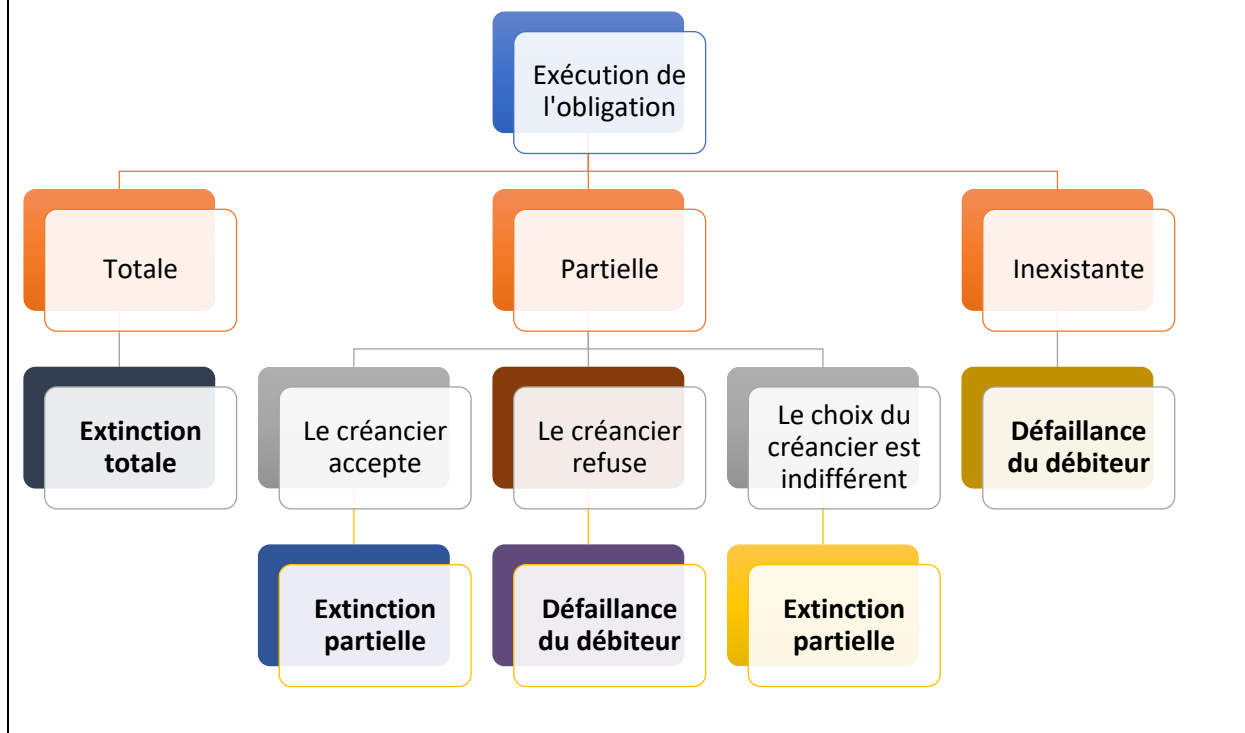 Exécution de
l'obligation
Totale
Partielle
Inexistante
Extinction
totale
Le créancier
accepte
Le créancier
refuse
Le choix du
créancier est
indifférent
Défaillance
du débiteur
Extinction
partielle
Défaillance
du débiteur
Extinction
partielle